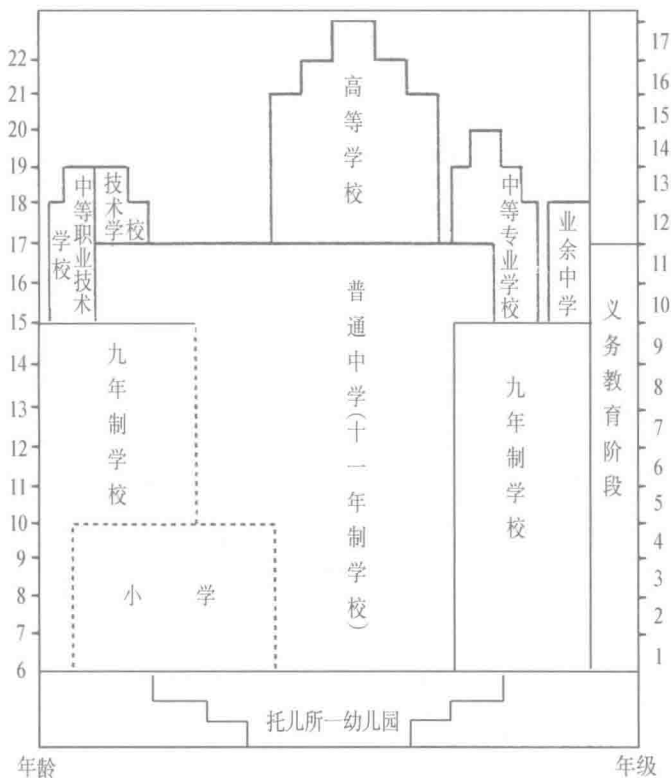 22
21
20
19
18
17
16
15
14
13
12
11
10
9
8
7
6
年龄
高等学校
技术学校
中等职业技术
学校
中等专业学校
业余中学
普通中学(十一年制学校)
九年制学校
九年制学校
义务教育阶段
小 学
托儿所—幼儿园
17
16
15
14
13
12
11
10
9
8
7
6
5
4
3
2
1
年级